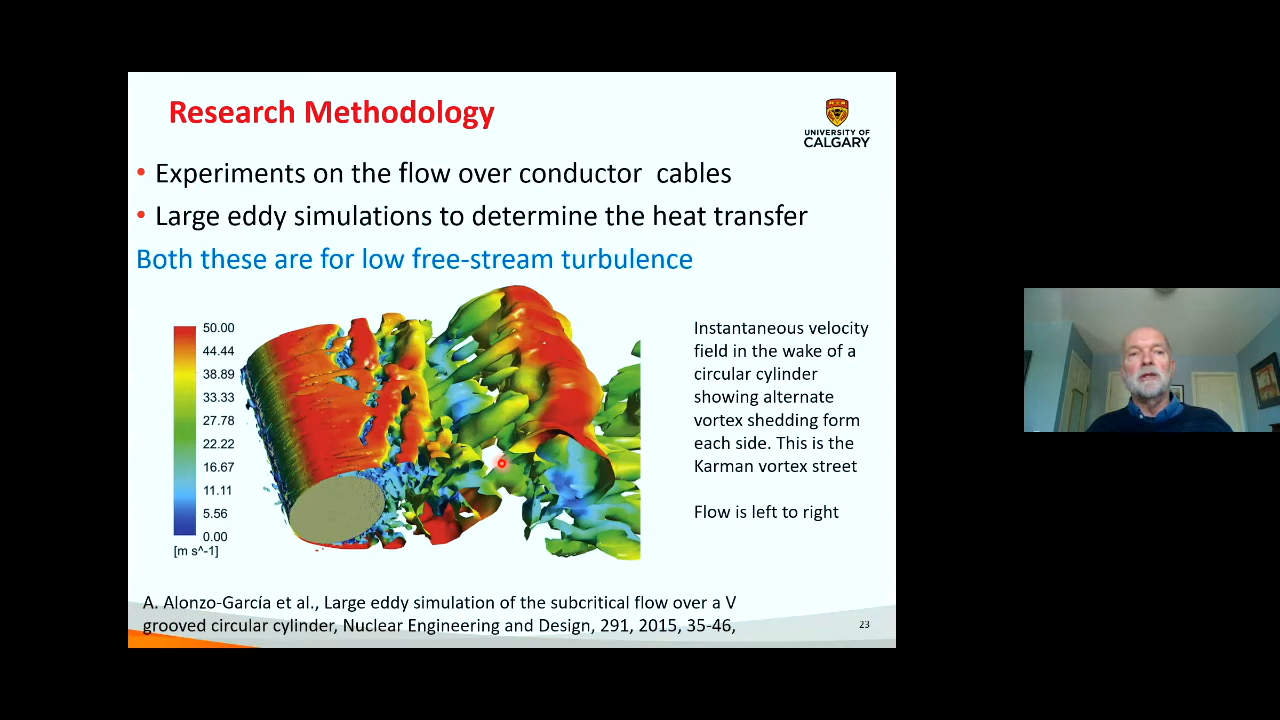 Research Methodology
UNIVERSITY OF
CALGARY
• Experiments on the flow over conductor cables
• Large eddy simulations to determine the heat transfer
Both these are for low free-stream turbulence
50.00
44.44
38.89
33.33
27.78
22.22
16.67
11.11
5.56
0.00
[m s^-1]
Instantaneous velocity
field in the wake of a
circular cylinder
showing alternate
vortex shedding form
each side. This is the
Karman vortex street
Flow is left to right
A. Alonzo-García et al., Large eddy simulation of the subcritical flow over a V
grooved circular cylinder, Nuclear Engineering and Design, 291, 2015, 35-46,
23